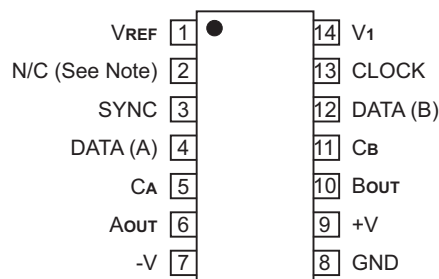 VREF 1 14 V1
N/C (See Note) 2 13 CLOCK
SYNC 3 12 DATA (B)
DATA (A) 4 11 CB
CA 5 10 BOUT
AOUT 6 9 +V
-V 7 8 GND